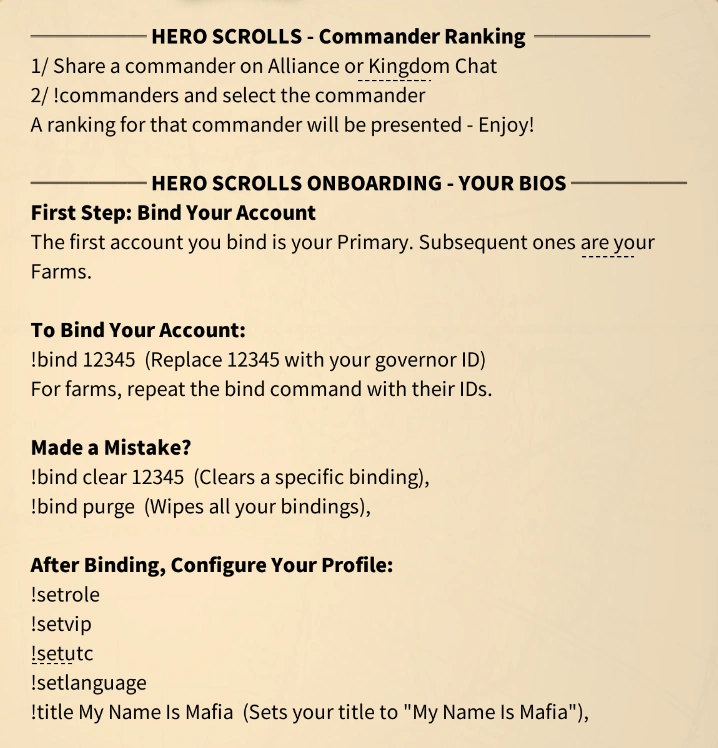 HERO SCROLLS - Commander Ranking
1/ Share a commander on Alliance or Kingdom Chat
2/ !commanders and select the commander
A ranking for that commander will be presented - Enjoy!
HERO SCROLLS ONBOARDING - YOUR BIOS
First Step: Bind Your Account
The first account you bind is your Primary. Subsequent ones are your
Farms.
To Bind Your Account:
!bind 12345  (Replace 12345 with your governor ID)
For farms, repeat the bind command with their IDs.
Made a Mistake?
!bind clear 12345  (Clears a specific binding),
!bind purge  (Wipes all your bindings),
After Binding, Configure Your Profile:
!setrole
!setvip
!setutc
!setlanguage
!title My Name Is Mafia  (Sets your title to "My Name Is Mafia"),